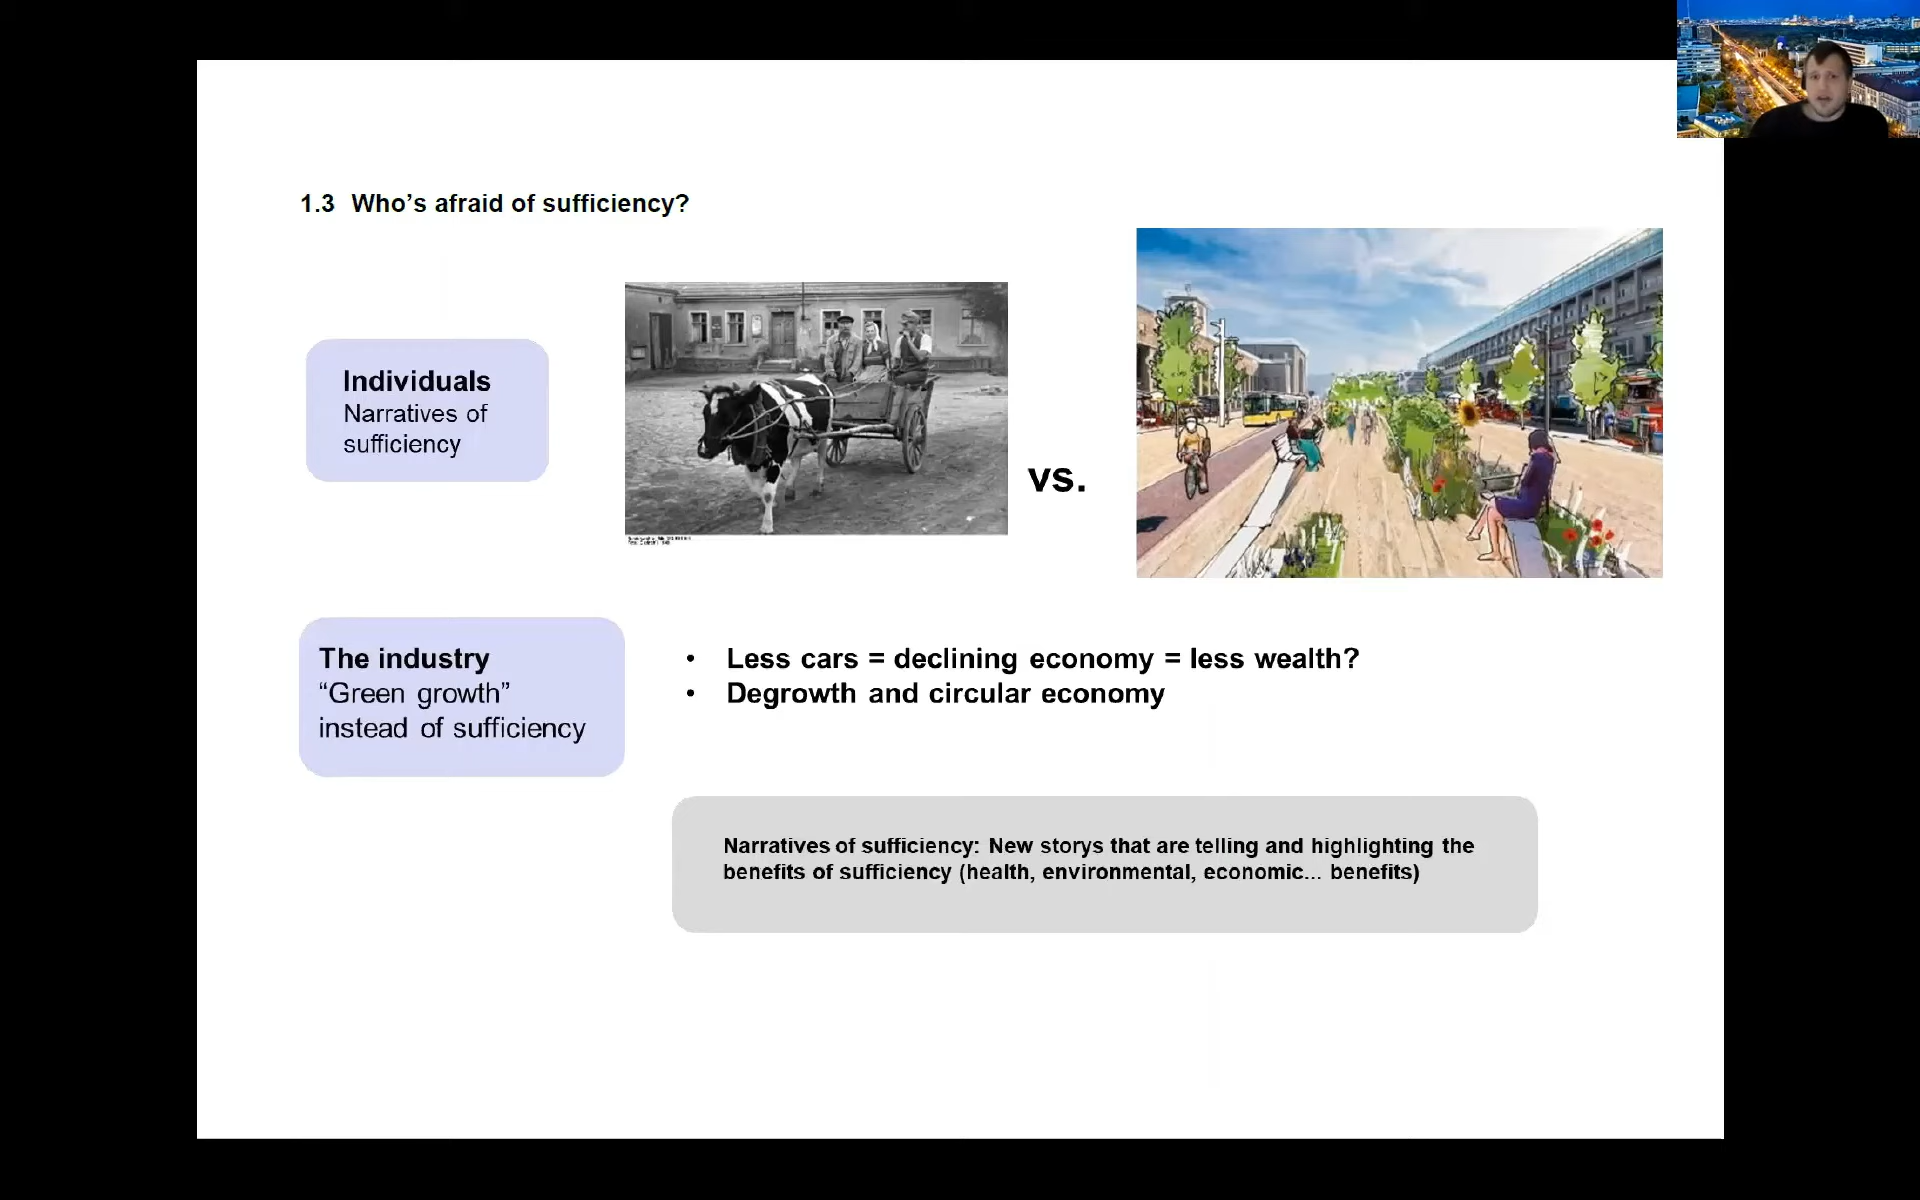 1.3 Who’s afraid of sufficiency?
Individuals
Narratives of
sufficiency
vs.
The industry
“Green growth”
instead of sufficiency
• Less cars = declining economy = less wealth?
• Degrowth and circular economy
Narratives of sufficiency: New storys that are telling and highlighting the
benefits of sufficiency (health, environmental, economic... benefits)